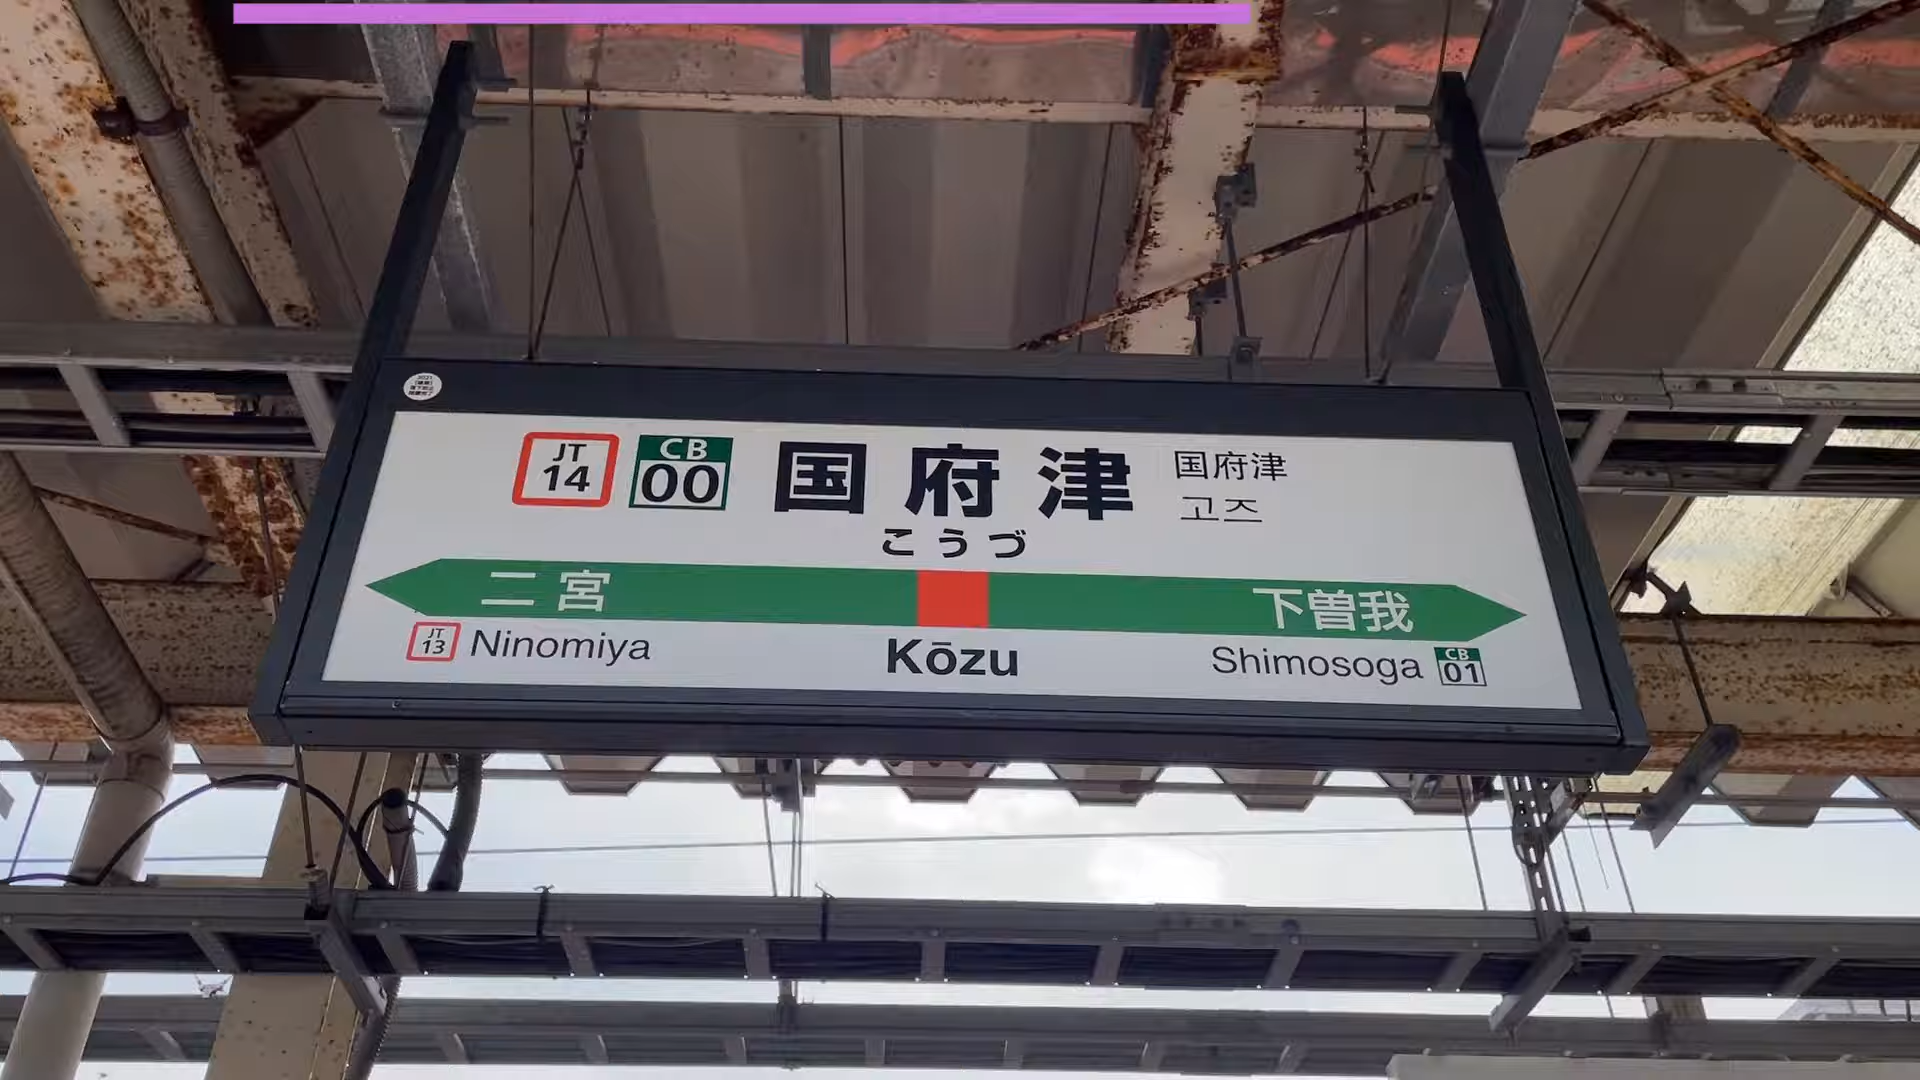 JT 14 CB 00 国府津 国府津
고즈
こうづ
二宮 下曽我
JT 13 Ninomiya Kōzu Shimosoga CB 01